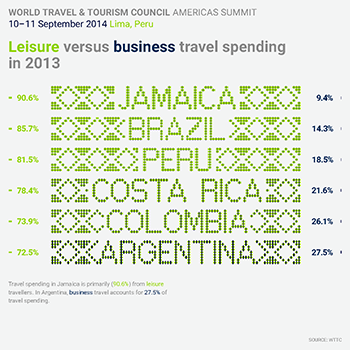 WORLD TRAVEL & TOURISM COUNCIL AMERICAS SUMMIT
10–11 September 2014 Lima, Peru
Leisure versus business travel spending
in 2013
90.6% JAMAICA 9.4%
85.7% BRAZIL 14.3%
81.5% PERU 18.5%
78.4% COSTA RICA 21.6%
73.9% COLOMBIA 26.1%
72.5% ARGENTINA 27.5%
Travel spending in Jamaica is primarily (90.6%) from leisure
travellers. In Argentina, business travel accounts for 27.5% of
travel spending.
SOURCE: WTTC